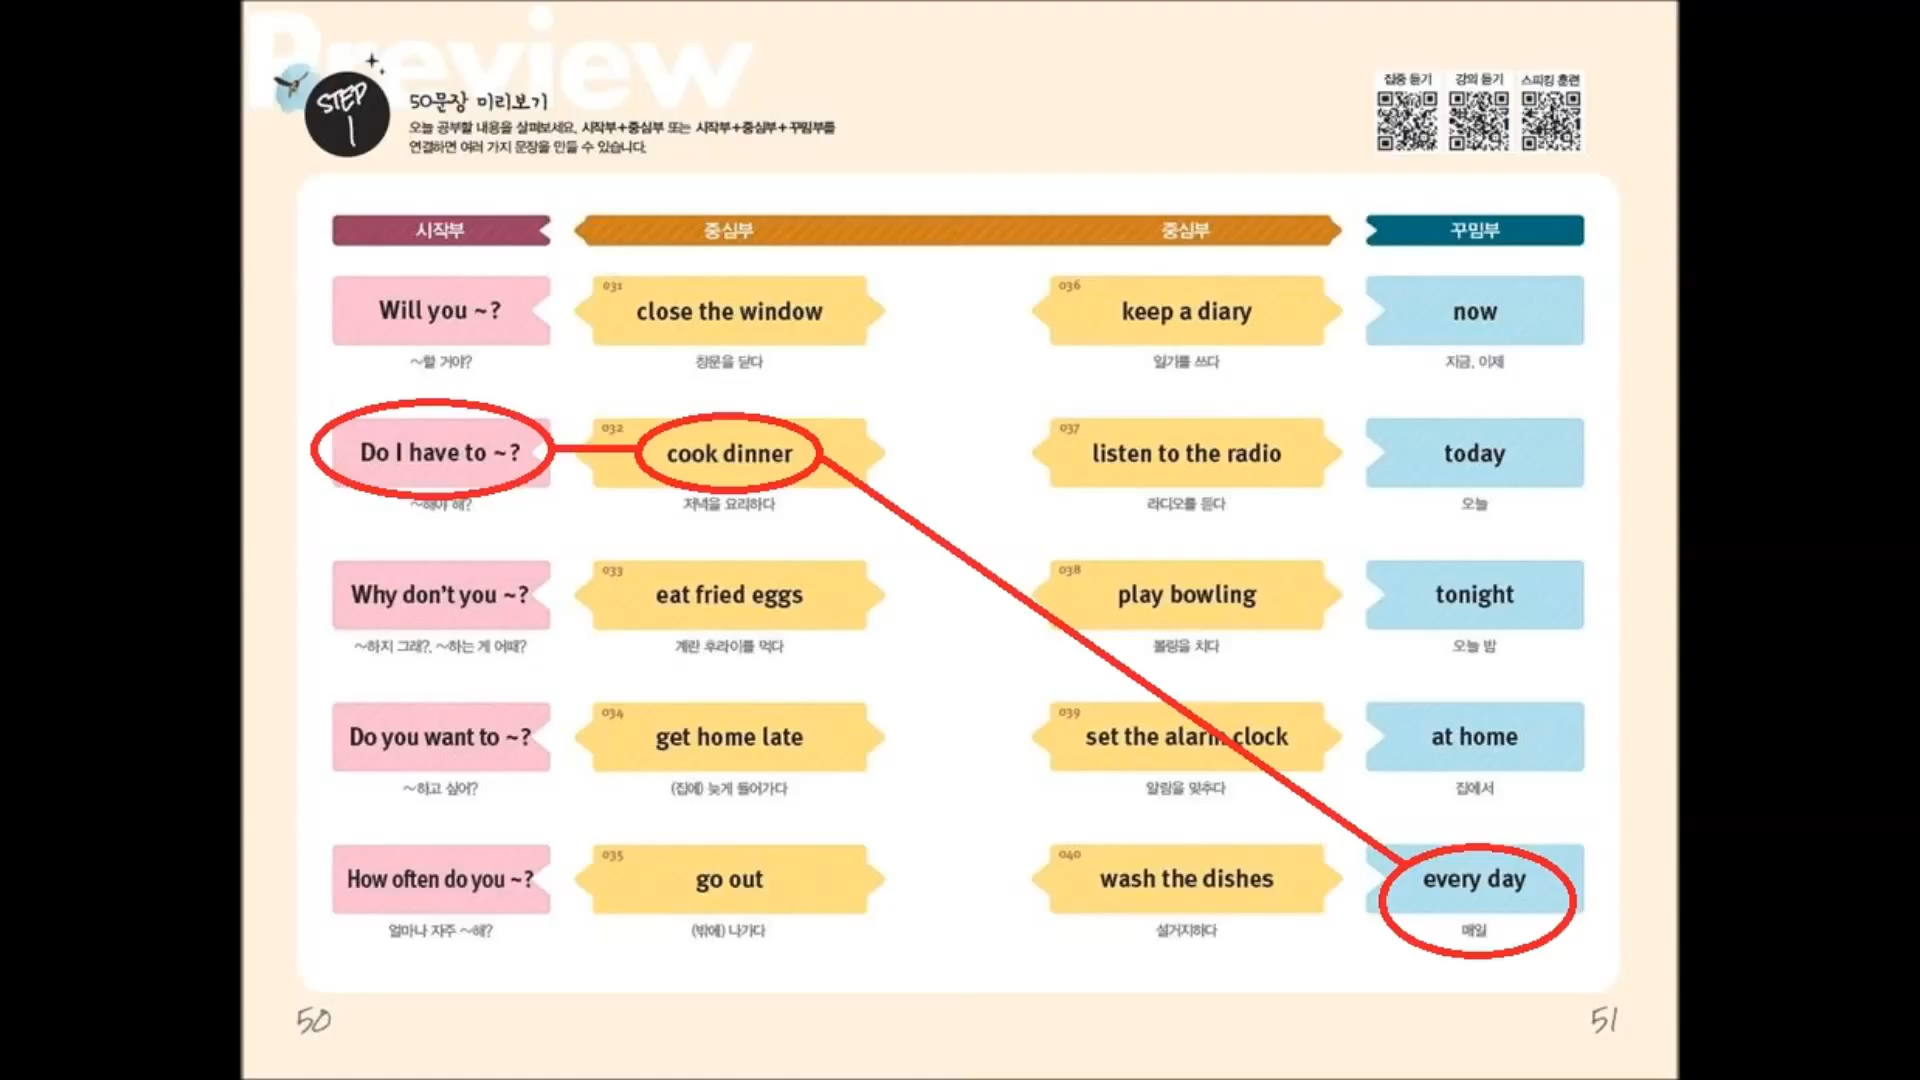 Preview
STEP
1
50문장 미리보기
오늘 공부할 내용을 살펴보세요. 시작부+중심부 또는 시작부+중심부+꾸밈부를
연결하면 여러 가지 문장을 만들 수 있습니다.
집중 듣기 강의 듣기 스피킹 훈련
시작부 중심부 중심부 꾸밈부
031 036
Will you ~? close the window keep a diary now
~할 거야? 창문을 닫다 일기를 쓰다 지금, 이제
032 037
Do I have to ~? cook dinner listen to the radio today
~해야 해? 저녁을 요리하다 라디오를 듣다 오늘
033 038
Why don't you ~? eat fried eggs play bowling tonight
~하지 그래?, ~하는 게 어때? 계란 후라이를 먹다 볼링을 치다 오늘 밤
034 039
Do you want to ~? get home late set the alarm clock at home
~하고 싶어? (집에) 늦게 들어가다 알람을 맞추다 집에서
035 040
How often do you ~? go out wash the dishes every day
얼마나 자주 ~해? (밖에) 나가다 설거지하다 매일
50 51